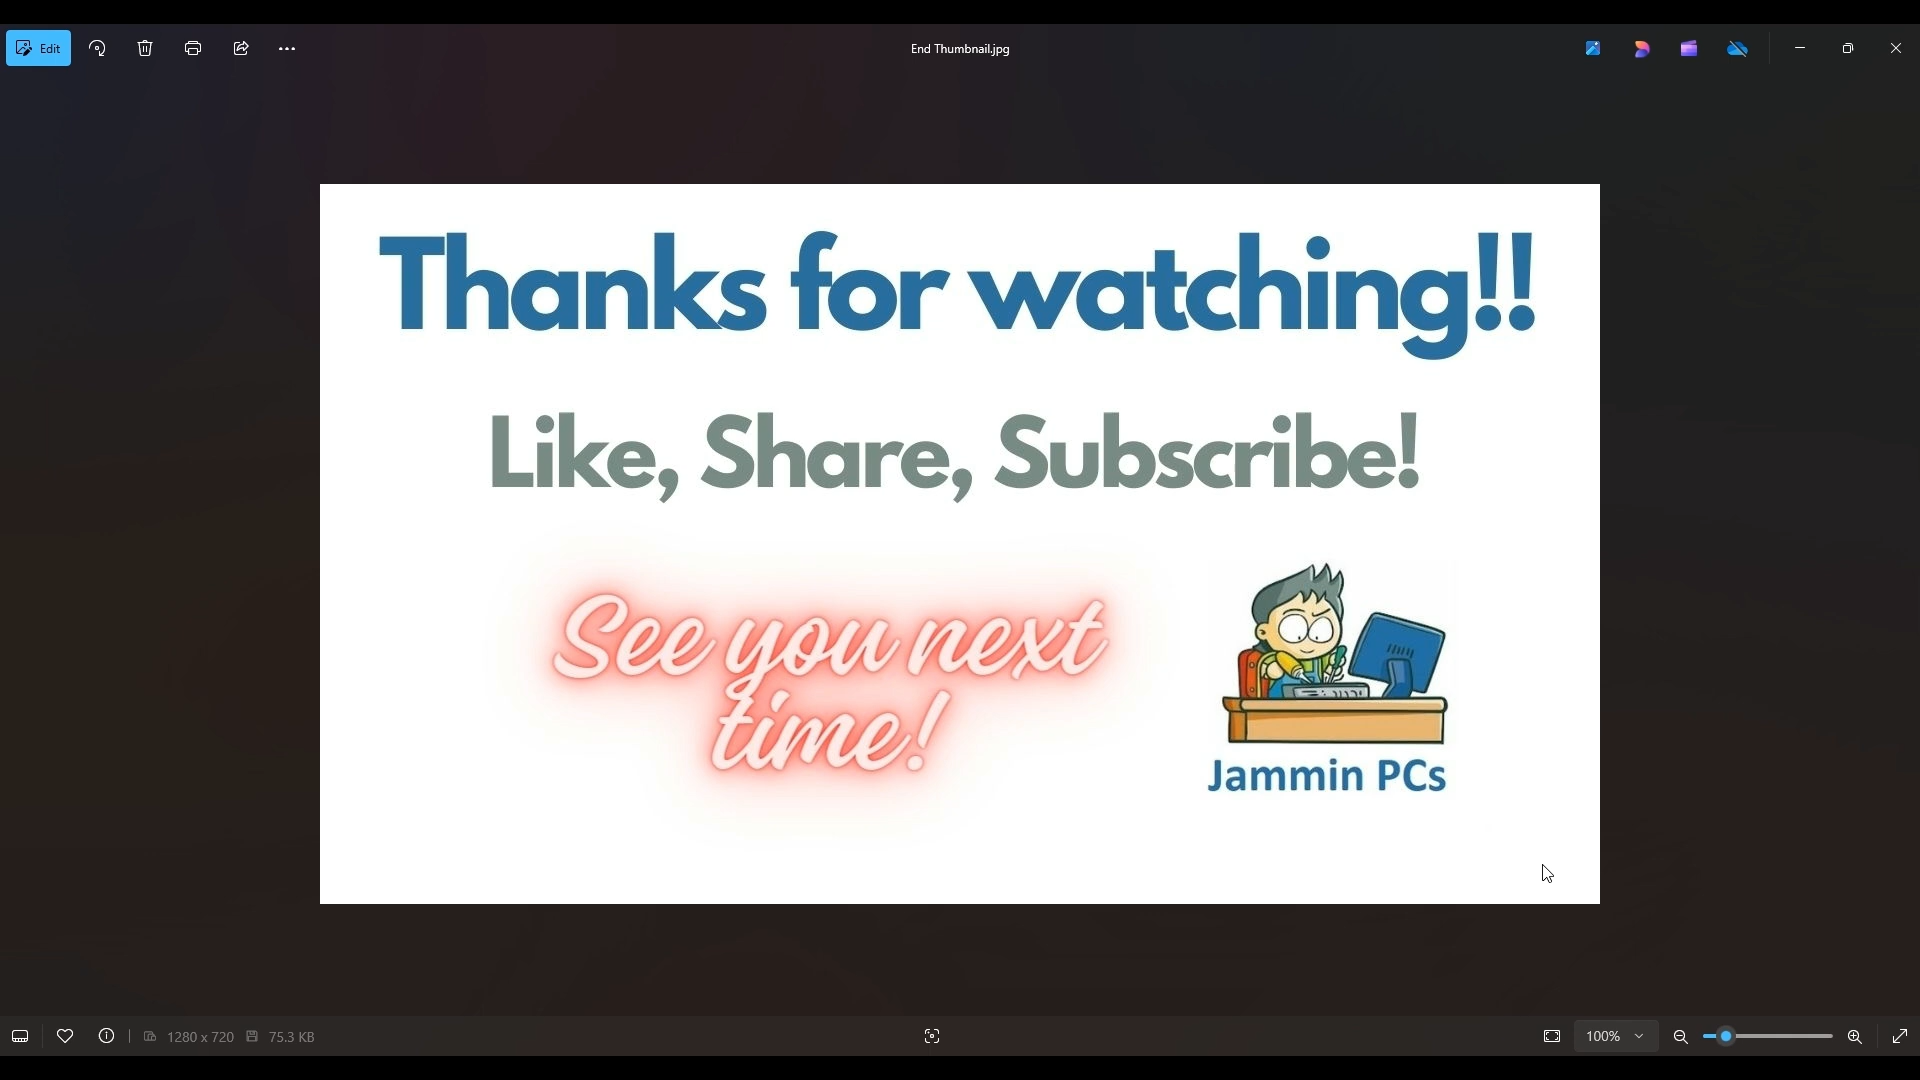 Edit
End Thumbnail.jpg
Thanks for watching!!
Like, Share, Subscribe!
See you next
time!
Jammin PCs
1280 x 720
75.3 KB
100%